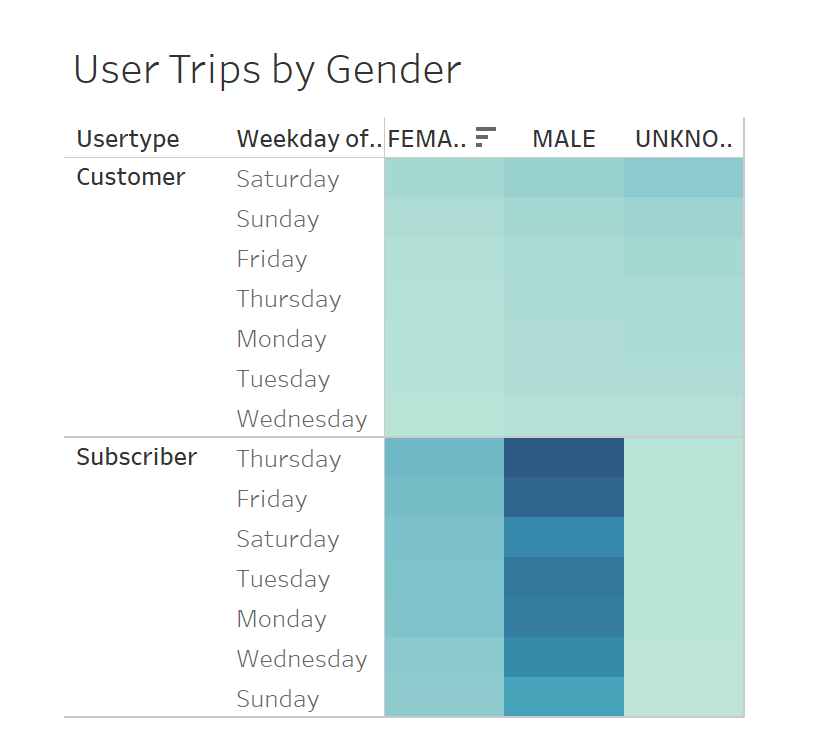 User Trips by Gender
Usertype Weekday of.. FEMA.. MALE UNKNO..
Customer Saturday
Sunday
Friday
Thursday
Monday
Tuesday
Wednesday
Subscriber Thursday
Friday
Saturday
Tuesday
Monday
Wednesday
Sunday